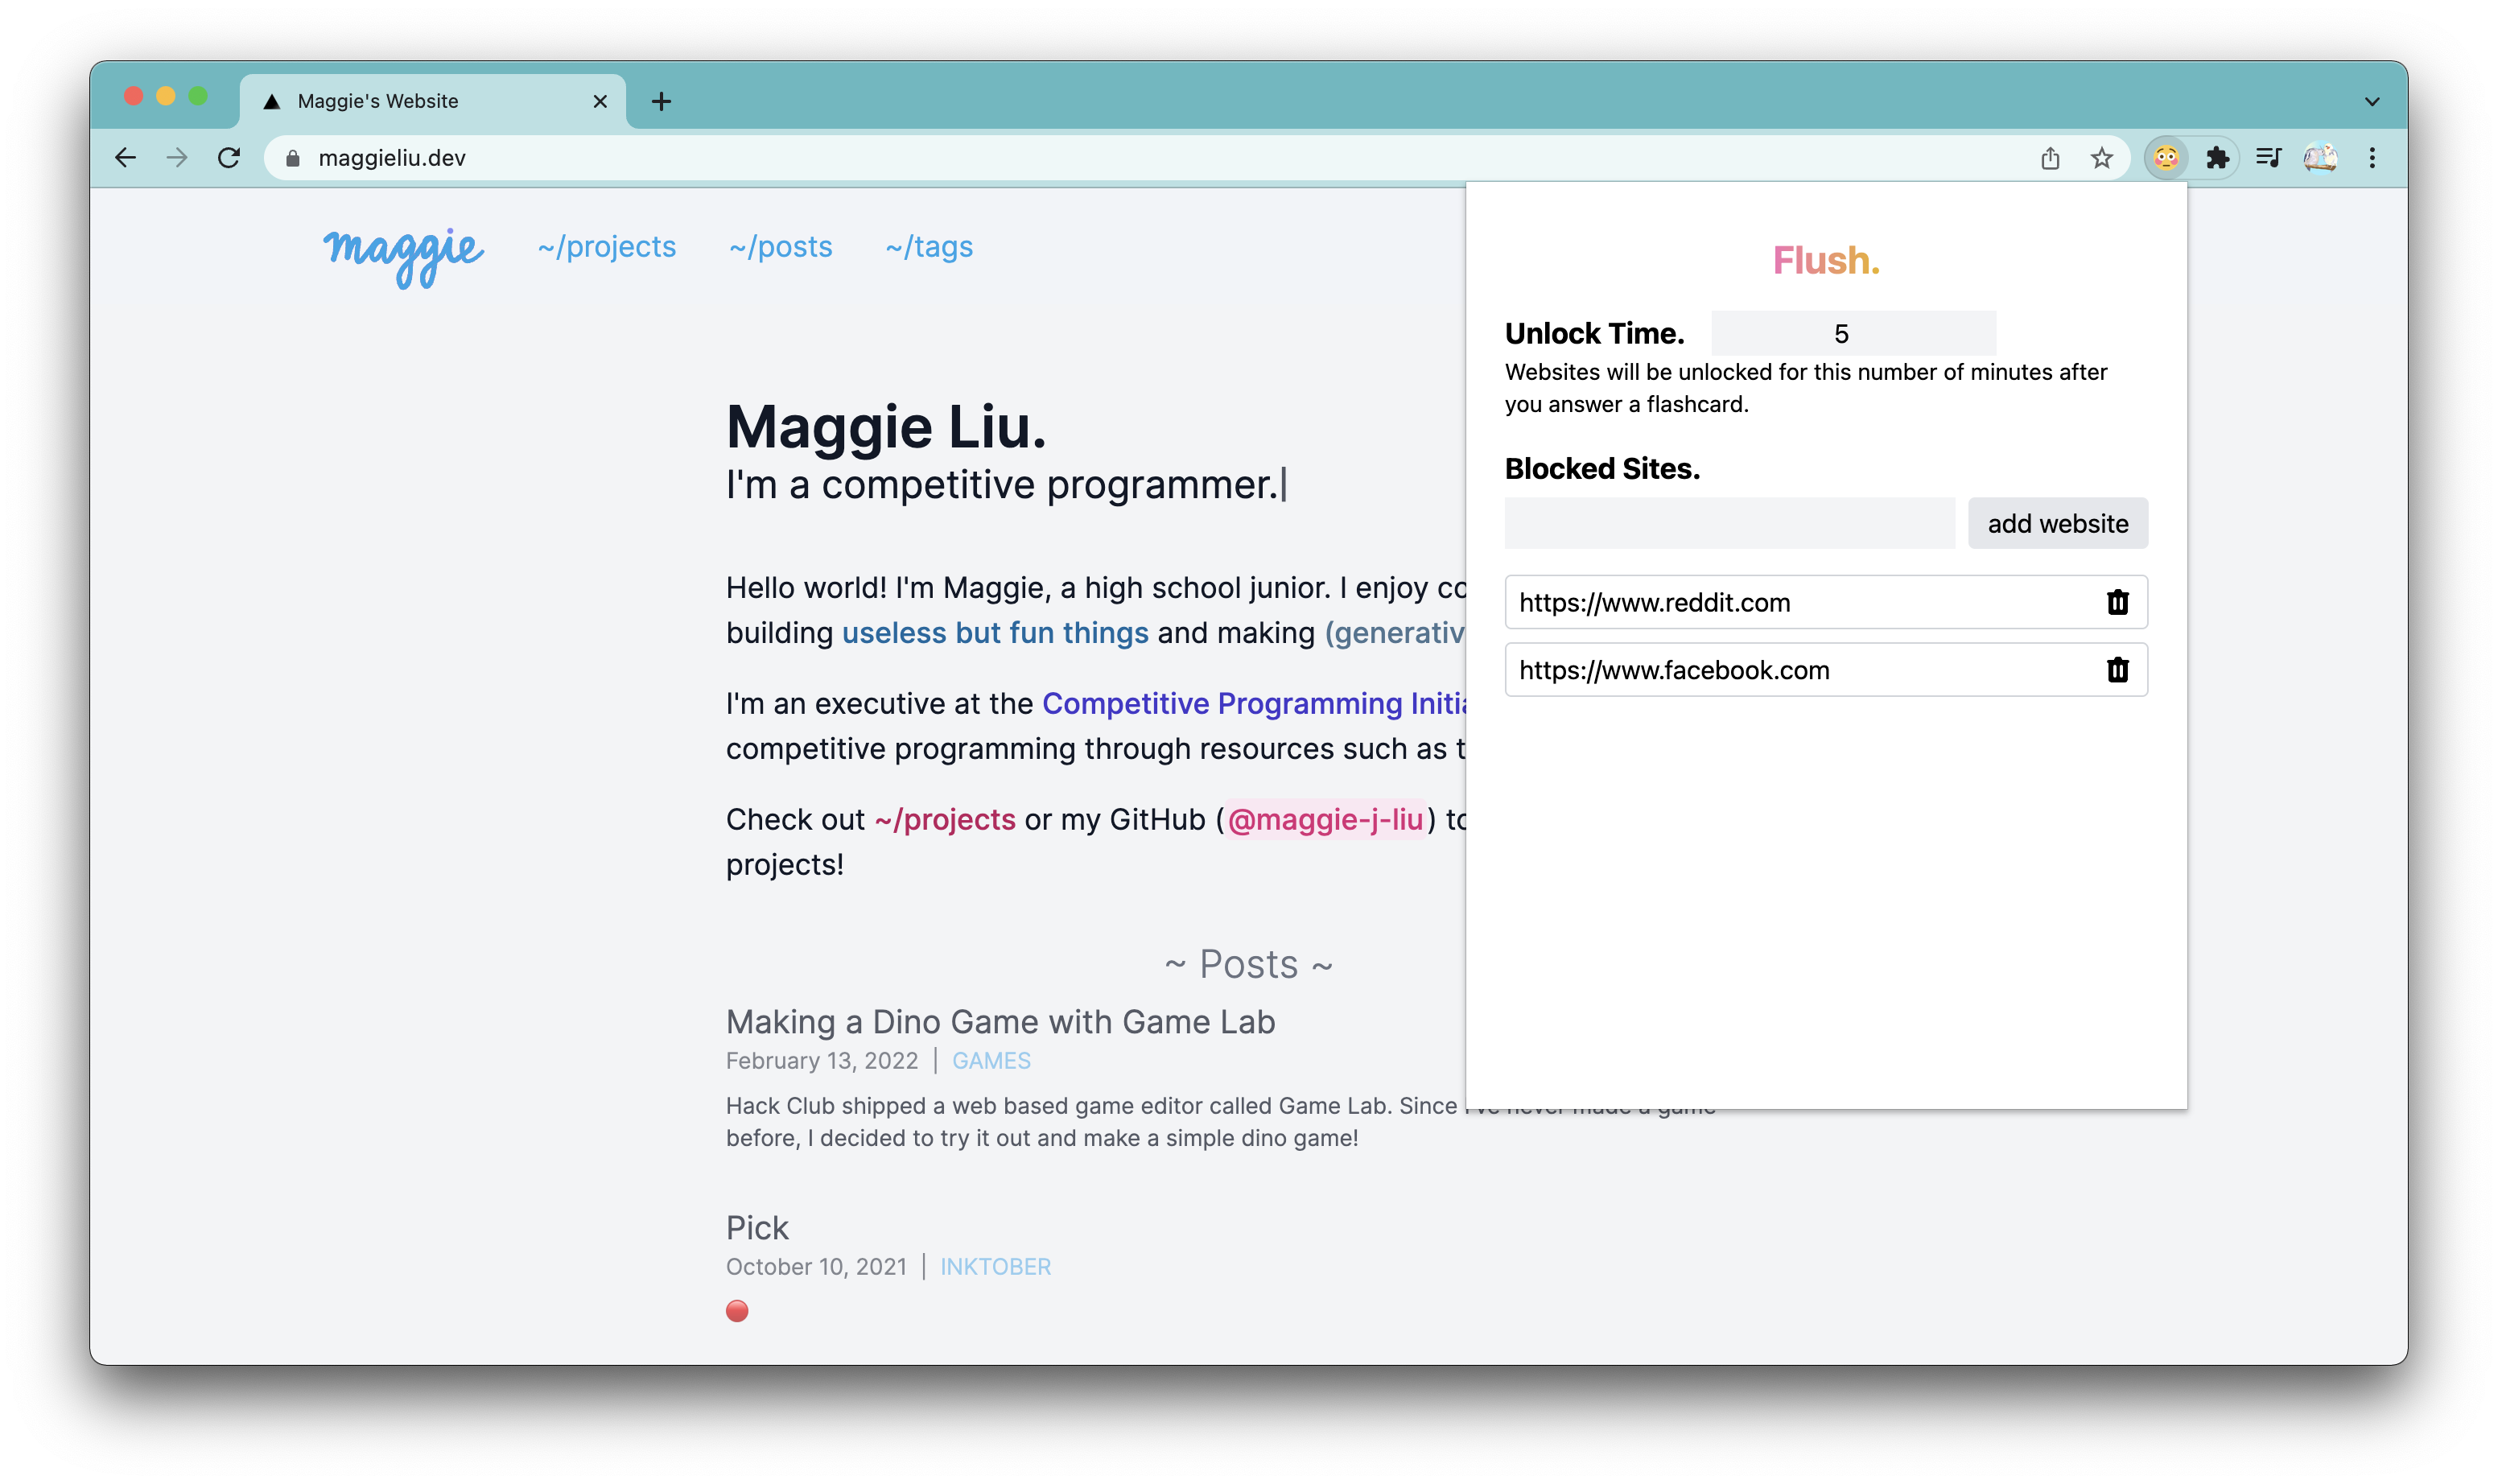 Maggie's Website
maggieliu.dev
maggie
~/projects
~/posts
~/tags
Maggie Liu.
I'm a competitive programmer.
Hello world! I'm Maggie, a high school junior. I enjoy
building useless but fun things and making
I'm an executive at the Competitive Programming
competitive programming through resources such as
Check out ~/projects or my GitHub (@maggie-j-liu)
projects!
~ Posts ~
Making a Dino Game with Game Lab
February 13, 2022 | GAMES
Hack Club shipped a web based game editor called Game Lab. Since I've never made a game
before, I decided to try it out and make a simple dino game!
Pick
October 10, 2021 | INKTOBER
Flush.
Unlock Time. 5
Websites will be unlocked for this number of minutes after
you answer a flashcard.
Blocked Sites.
add website
https://www.reddit.com
https://www.facebook.com